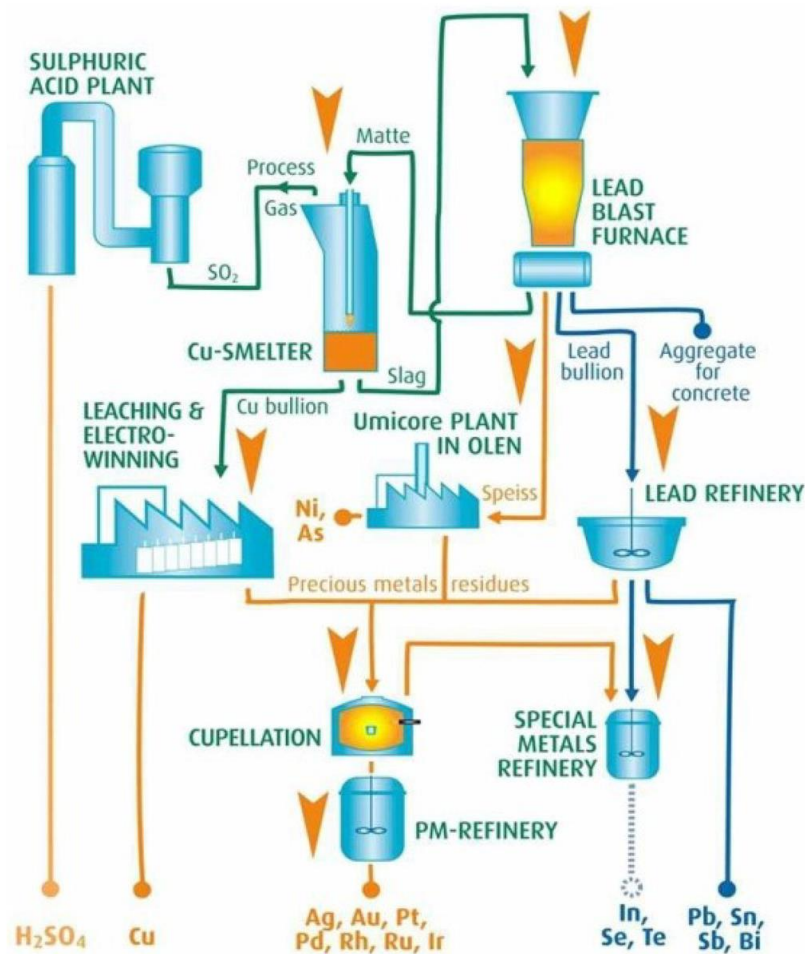 SULPHURIC
ACID PLANT
Matte
Process
Gas
SO₂
LEAD
BLAST
FURNACE
Cu-SMELTER
Slag
Cu bullion
Lead
bullion
Aggregate
for
concrete
LEACHING &
ELECTRO-
WINNING
Umicore PLANT
IN OLEN
Speiss
LEAD REFINERY
Ni,
As
Precious metals residues
CUPELLATION
SPECIAL
METALS
REFINERY
PM-REFINERY
H₂SO₄
Cu
Ag, Au, Pt,
Pd, Rh, Ru, Ir
In,
Se, Te
Pb, Sn,
Sb, Bi